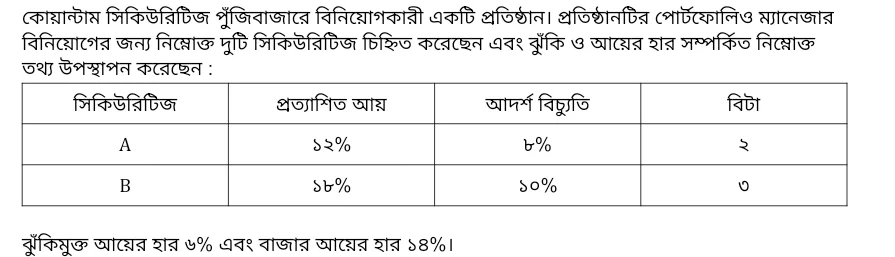 কোয়ান্টাম সিকিউরিটিজ পুঁজিবাজারে বিনিয়োগকারী একটি প্রতিষ্ঠান। প্রতিষ্ঠানটির পোর্টফোলিও ম্যানেজার
বিনিয়োগের জন্য নিম্নোক্ত দুটি সিকিউরিটিজ চিহ্নিত করেছেন এবং ঝুঁকি ও আয়ের হার সম্পর্কিত নিম্নোক্ত
তথ্য উপস্থাপন করেছেন :
সিকিউরিটিজ প্রত্যাশিত আয় আদর্শ বিচ্যুতি বিটা
A ১২% ৮% ২
B ১৮% ১০% ৩
ঝুঁকিমুক্ত আয়ের হার ৬% এবং বাজার আয়ের হার ১৪%।